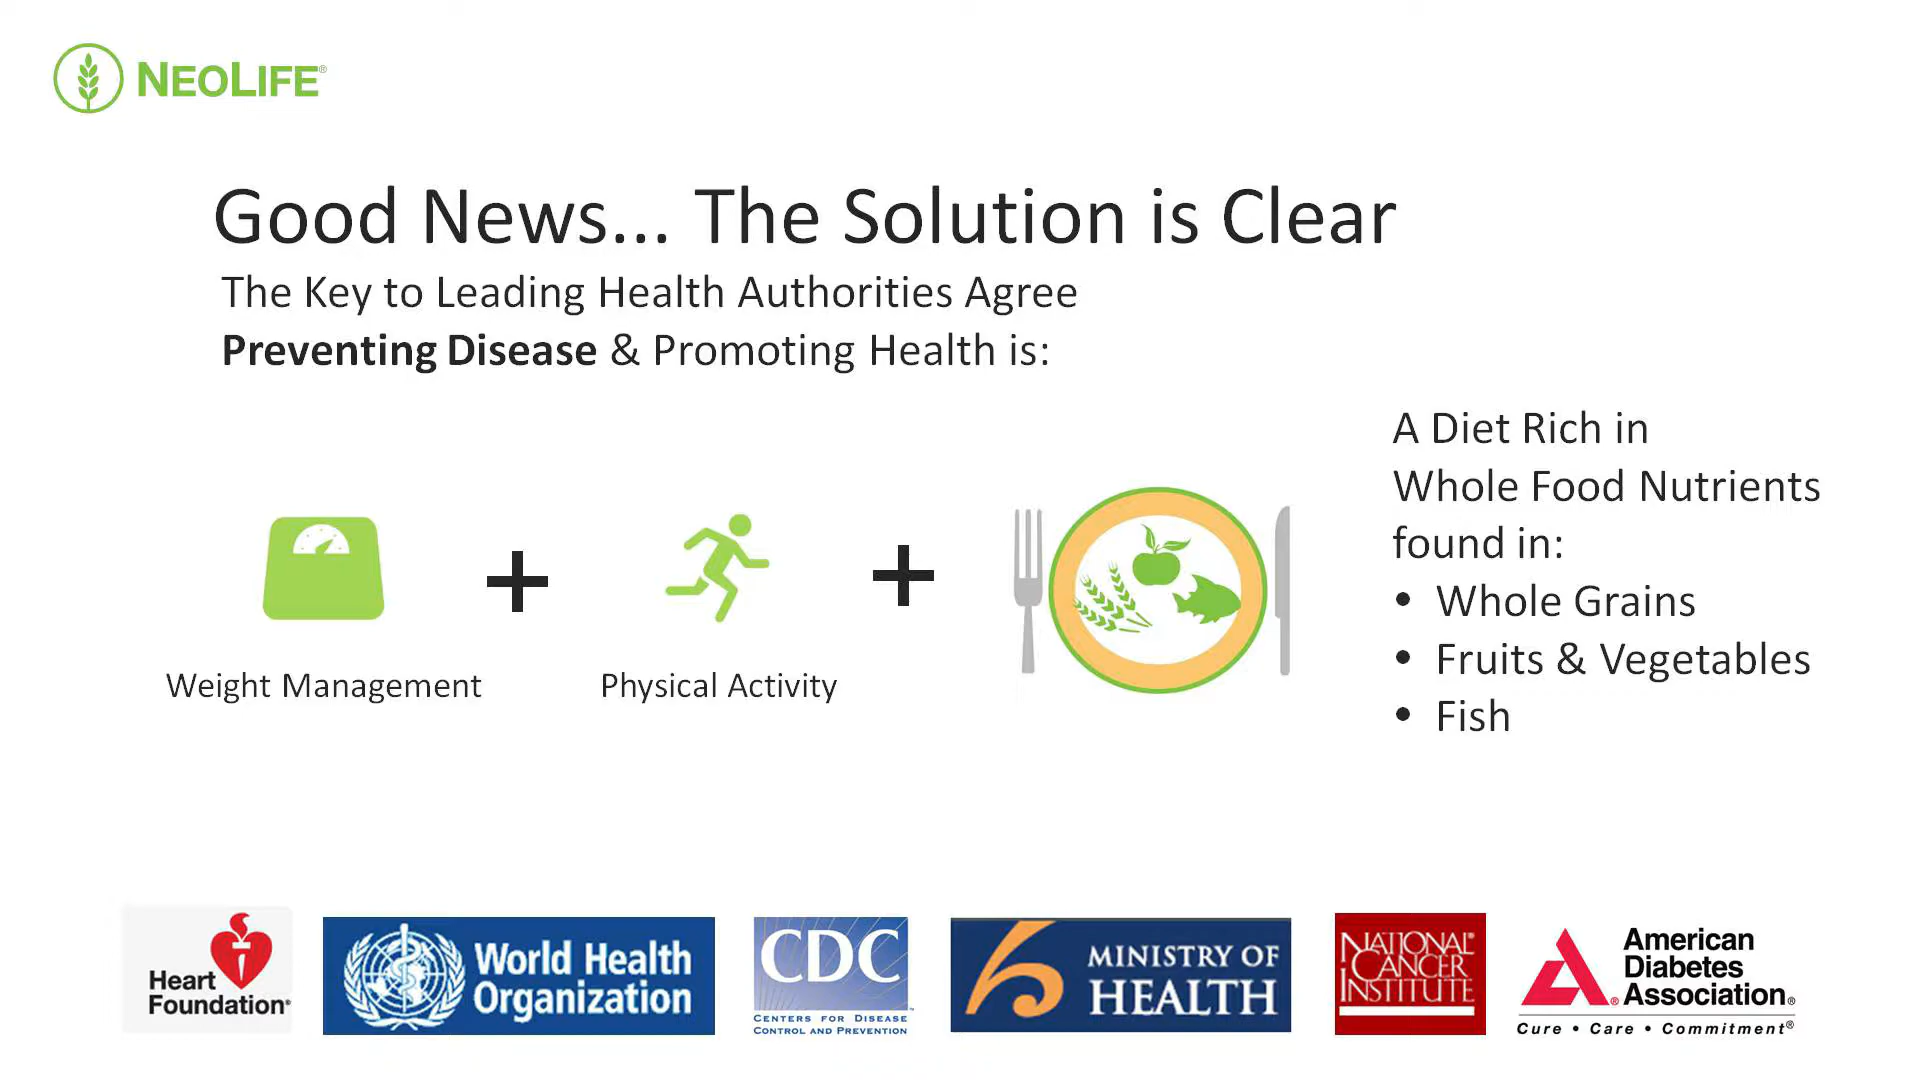 NEOLIFE®
Good News... The Solution is Clear
The Key to Leading Health Authorities Agree
Preventing Disease & Promoting Health is:
Weight Management
+
Physical Activity
+
A Diet Rich in
Whole Food Nutrients
found in:
• Whole Grains
• Fruits & Vegetables
• Fish
Heart
Foundation®
World Health
Organization
CDC
CENTERS FOR DISEASE
CONTROL AND PREVENTION
MINISTRY OF
HEALTH
NATIONAL®
CANCER
INSTITUTE
American
Diabetes
Association®
Cure • Care • Commitment®